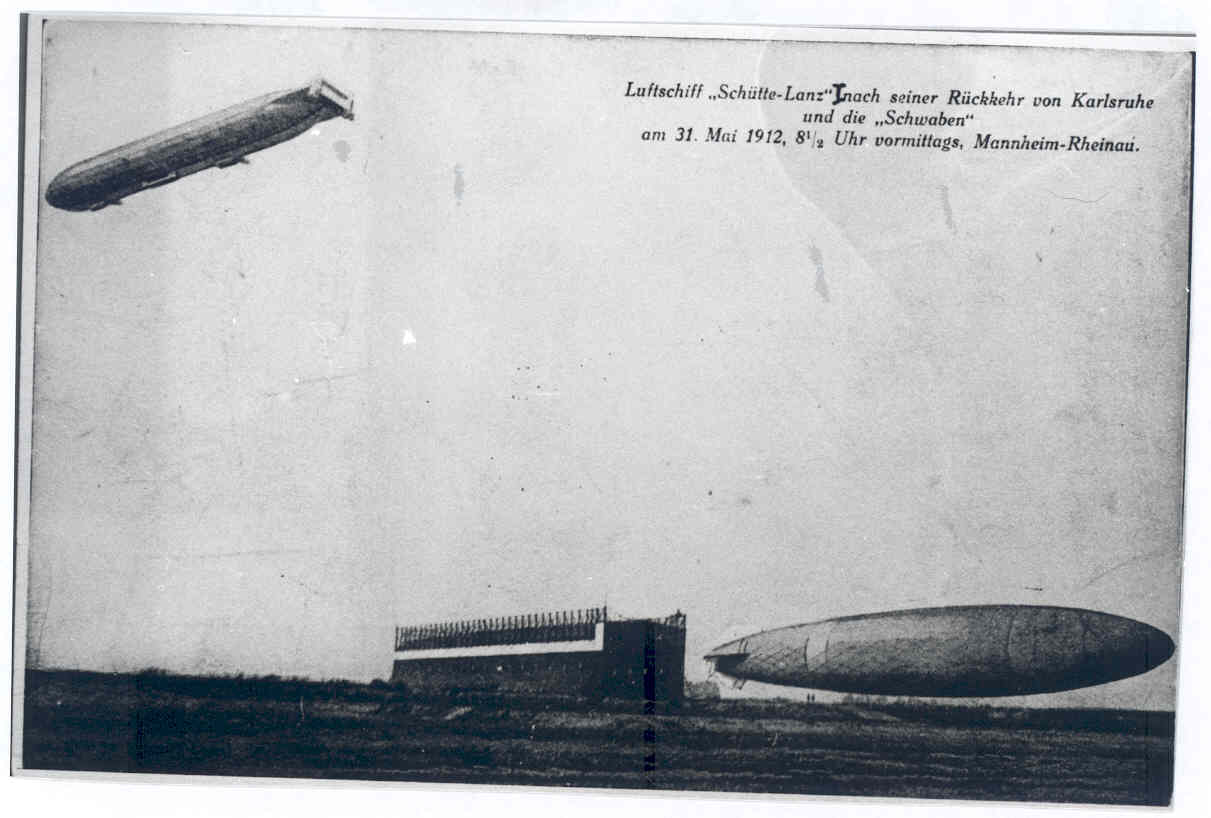 Luftschiff „Schütte-Lanz“ I nach seiner Rückkehr von Karlsruhe
und die „Schwaben“
am 31. Mai 1912, 8½ Uhr vormittags, Mannheim-Rheinau.